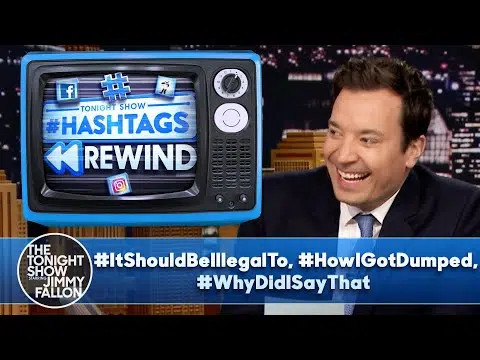 #
TONIGHT SHOW
#HASHTAGS
REWIND
THE
TONIGHT
SHOW
STARRING
JIMMY
FALLON
#ItShouldBeIllegalTo, #HowIGotDumped,
#WhyDidISayThat